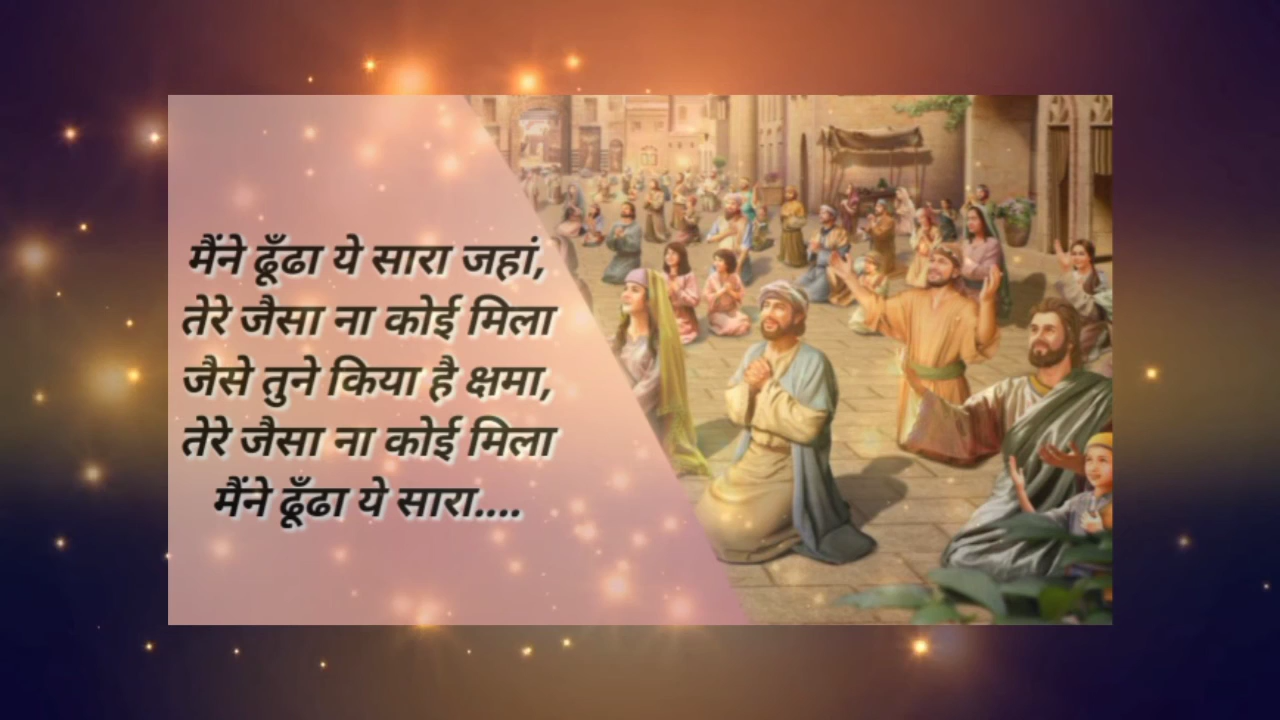 मैंने ढूँढा ये सारा जहां,
तेरे जैसा ना कोई मिला
जैसे तुने किया है क्षमा,
तेरे जैसा ना कोई मिला
मैंने ढूँढा ये सारा....